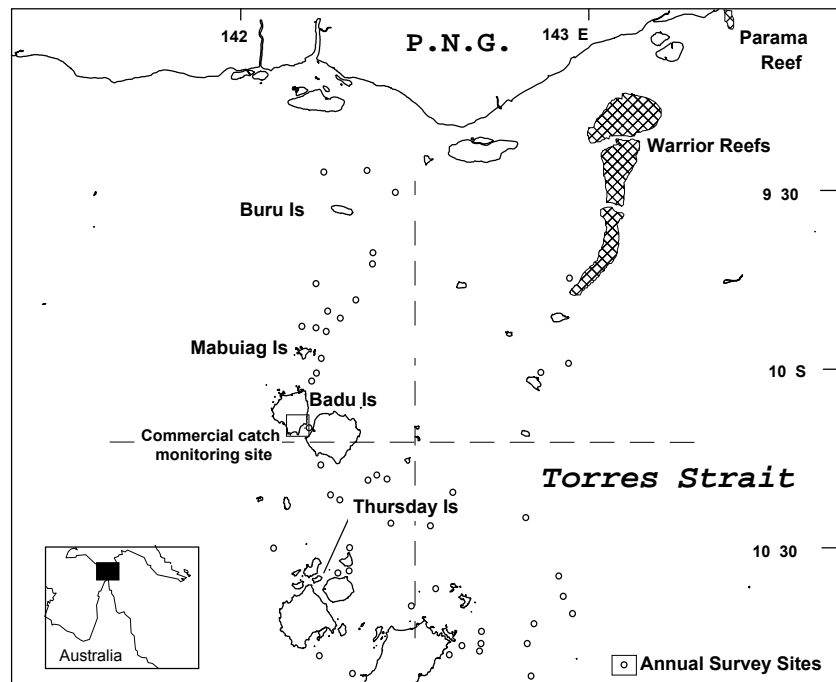 142
P.N.G.
143 E
Parama
Reef
Warrior Reefs
9 30
Buru Is
Mabuiag Is
10 S
Badu Is
Commercial catch
monitoring site
Torres Strait
Thursday Is
10 30
Australia
Annual Survey Sites